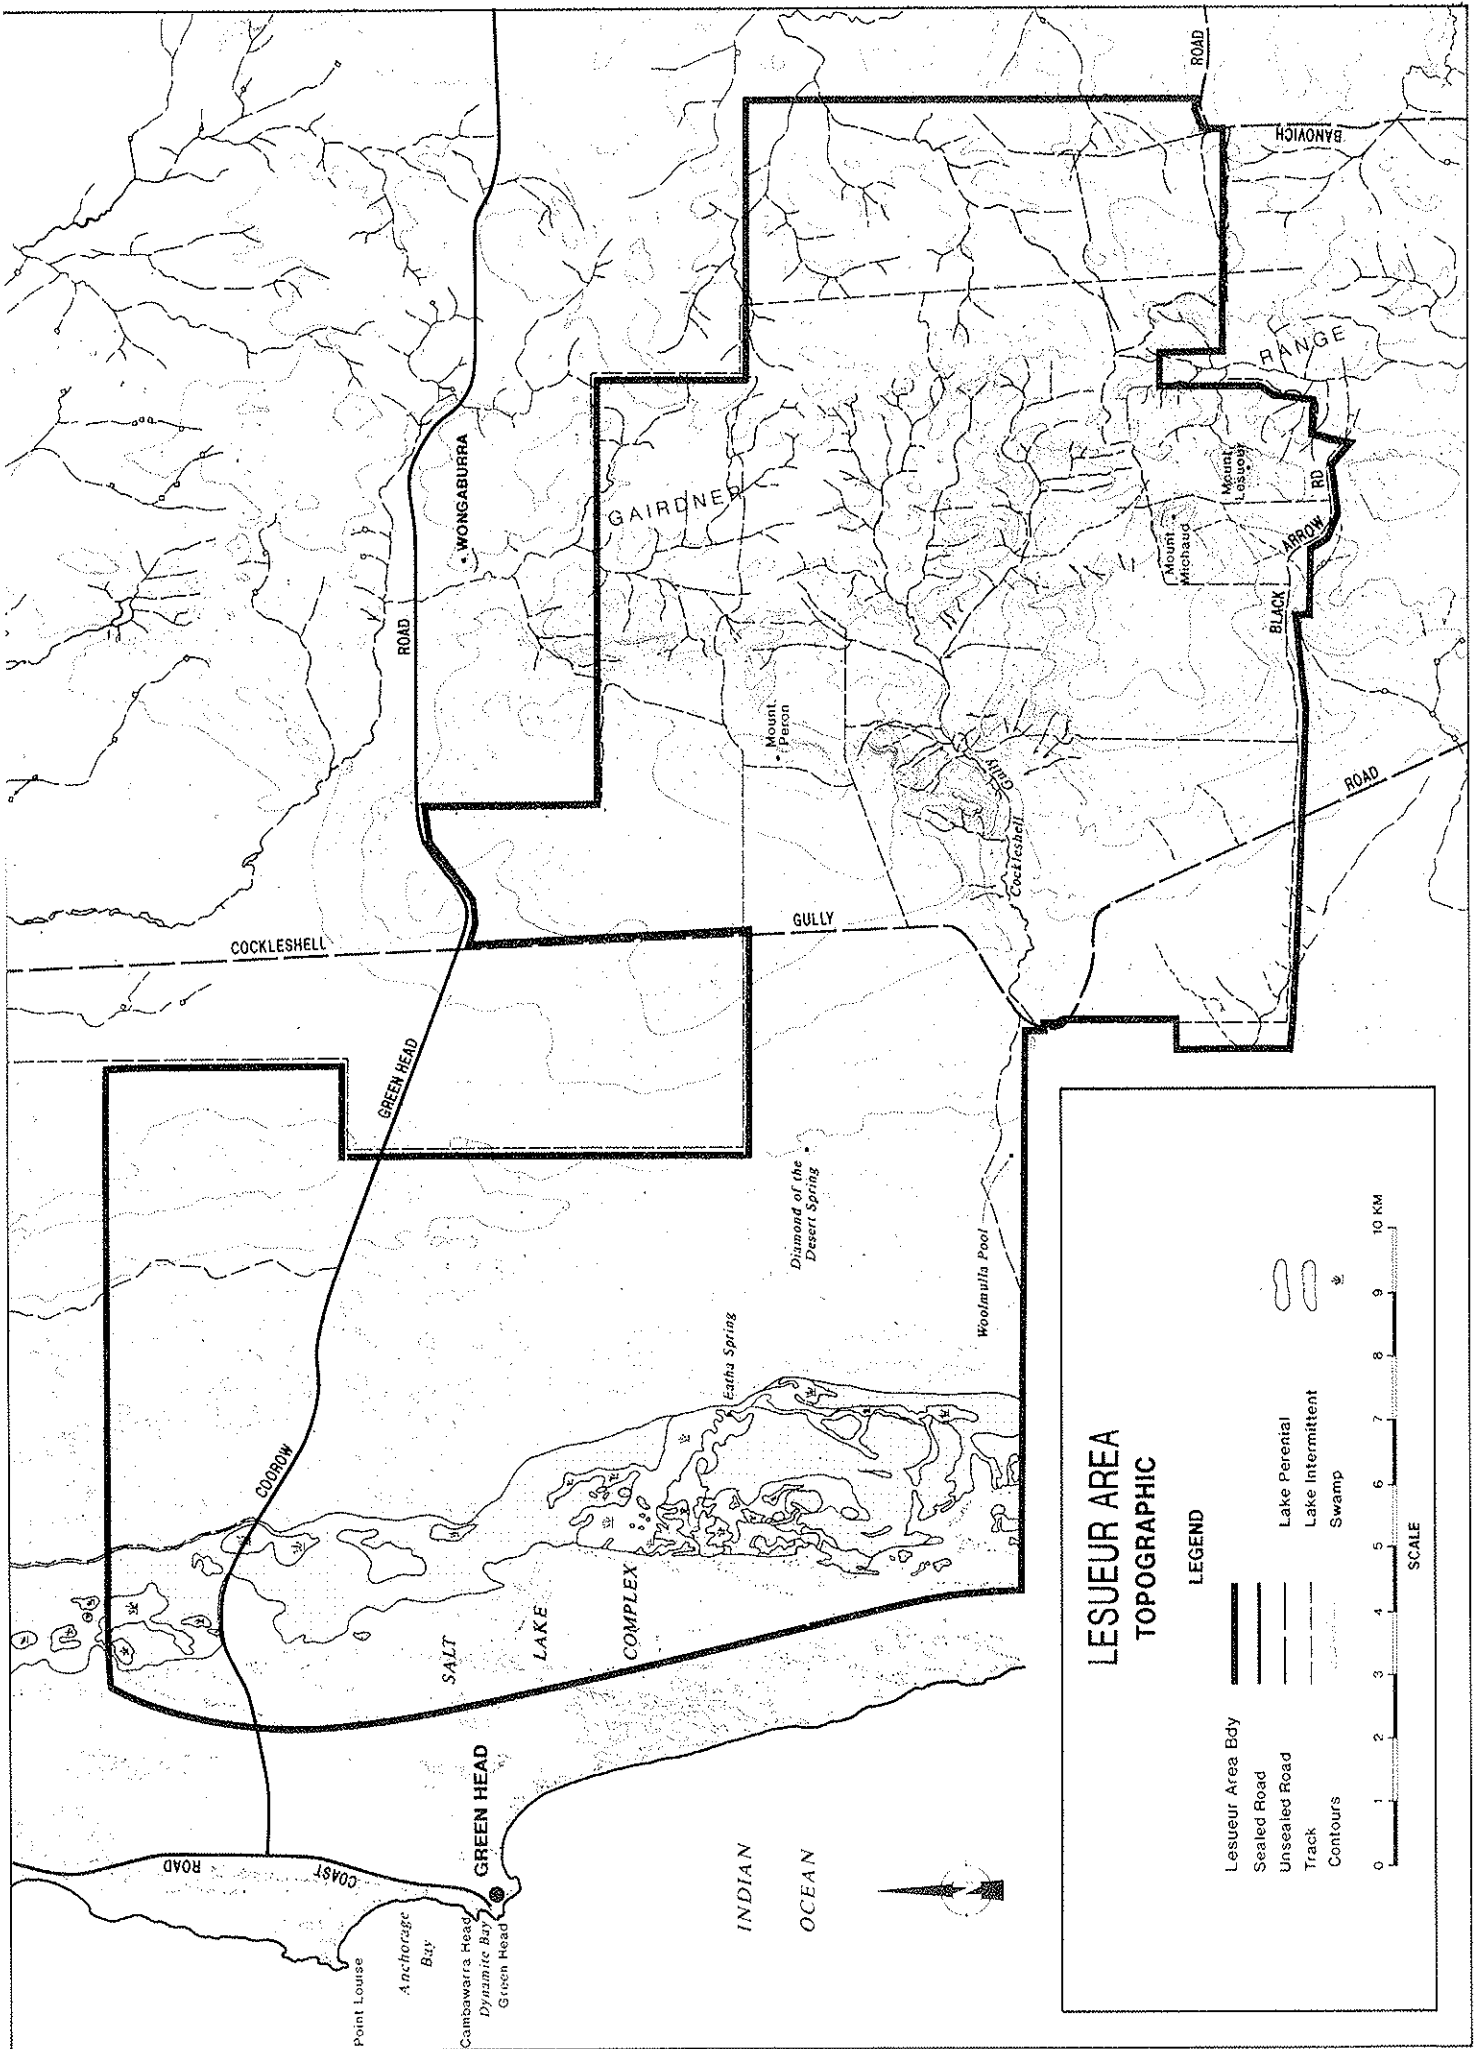 ROAD
BANOVICH
WONGABURRA
ROAD
GAIRDNER
RANGE
Mount
Lesueur
RD
ARROW
Mount
Michaud
BLACK
Mount
Peron
Gully
Cockleshell
ROAD
COCKLESHELL
GULLY
GREEN HEAD
Diamond of the
Desert Spring
Woolmulla Pool
Eatha Spring
COOROW
SALT
LAKE
COMPLEX
GREEN HEAD
ROAD
COAST
Point Louise
Anchorage
Bay
Cambawarra Head
Dynamite Bay
Green Head
INDIAN
OCEAN
LESUEUR AREA
TOPOGRAPHIC
LEGEND
Lesueur Area Bdy
Sealed Road
Unsealed Road
Track
Contours
Lake Perenial
Lake Intermittent
Swamp
0 1 2 3 4 5 6 7 8 9 10 KM
SCALE